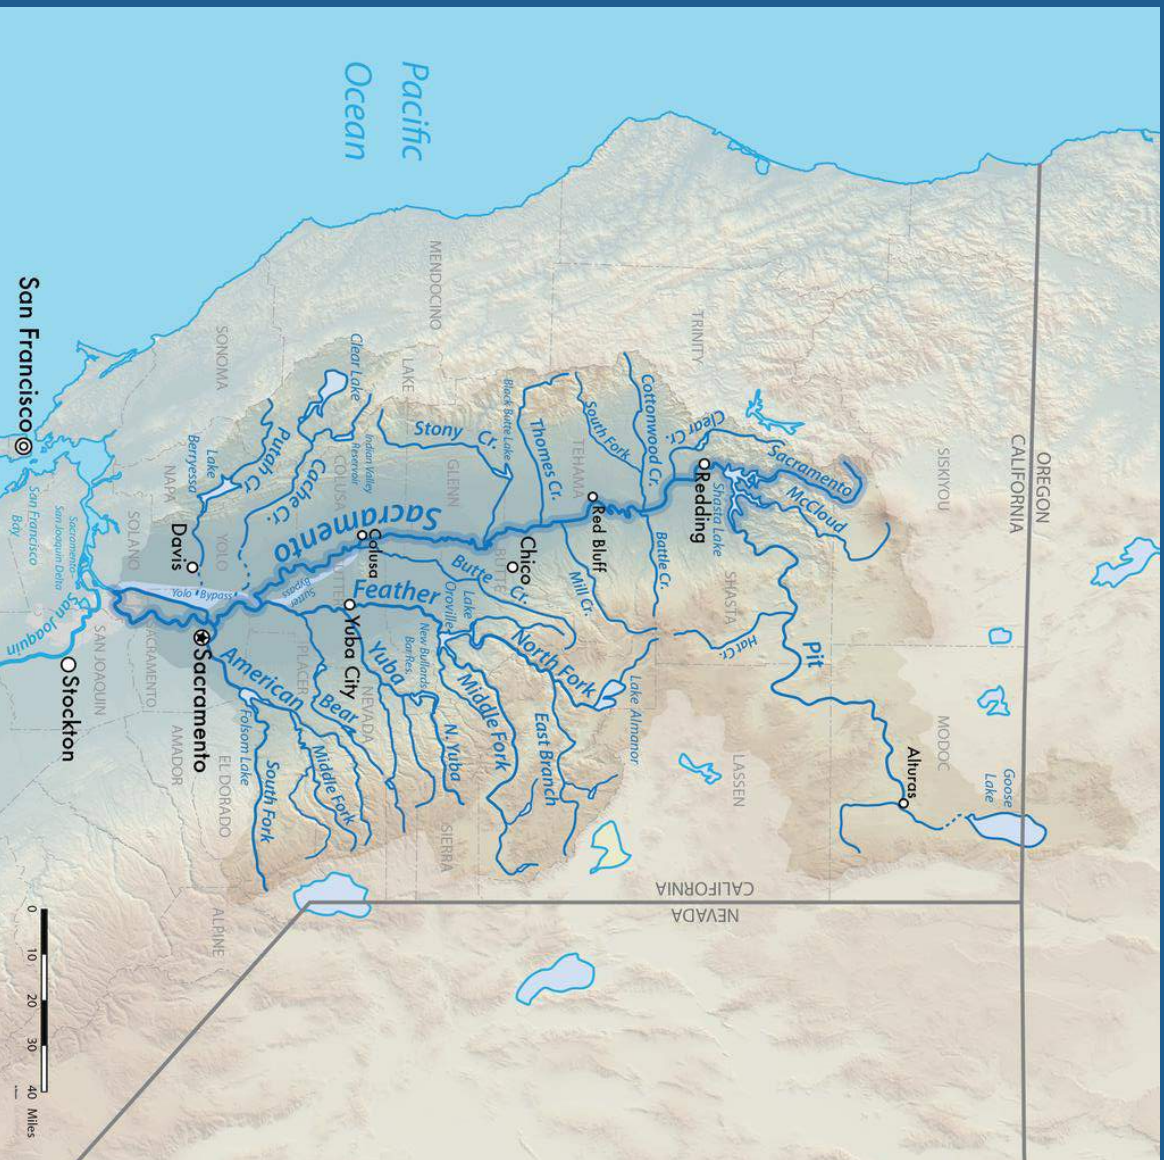 OREGON
CALIFORNIA
Goose
Lake
SISKIYOU
MODOC
Alturas
Sacramento
McCloud
Pit
TRINITY
Clear Cr.
Redding
Shasta Lake
SHASTA
Hat Cr.
LASSEN
CALIFORNIA
NEVADA
Cottonwood Cr.
Battle Cr.
South Fork
TEHAMA
Red Bluff
Mill Cr.
Lake Almanor
Thomes Cr.
Black Butte Lake
Chico
BUTTE
North Fork
East Branch
Stony Cr.
GLENN
Butte Cr.
Lake
Oroville
Middle Fork
N. Yuba
SIERRA
MENDOCINO
LAKE
Pacific
Ocean
Clear Lake
Indian Valley
Reservoir
COLUSA
Sacramento
Colusa
Feather
New Bullards
Bar Res.
Yuba
Yuba City
NEVADA
Sutter
Bypass
Cache Cr.
Putah Cr.
PLACER
Bear
Middle Fork
SONOMA
Lake
Berryessa
NAPA
YOLO
Yolo Bypass
Davis
American
Folsom Lake
South Fork
EL DORADO
ALPINE
Sacramento
SOLANO
SACRAMENTO
AMADOR
SAN JOAQUIN
Sacramento-
San Joaquin Delta
San Joaquin
Stockton
San Francisco
San Francisco
Bay
0 10 20 30 40 Miles